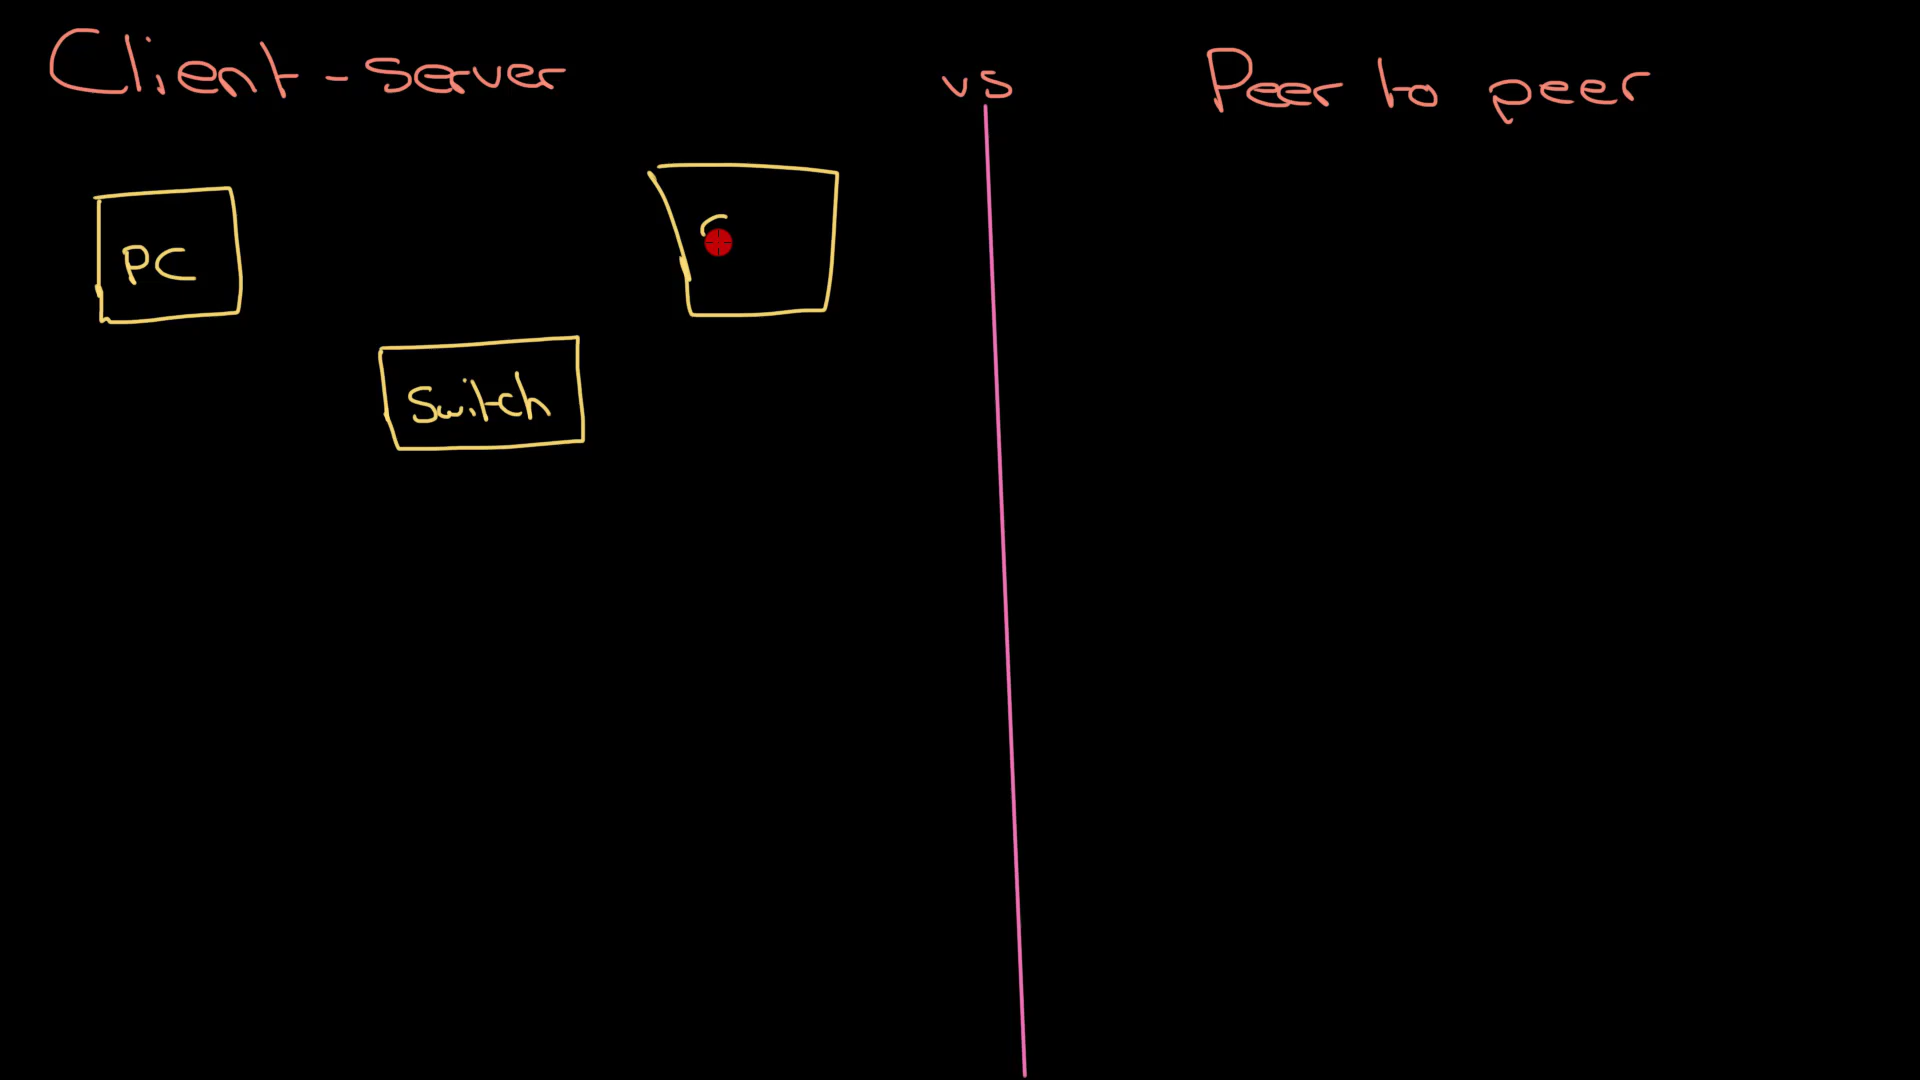 Client-server vs Peer to peer
PC
Switch